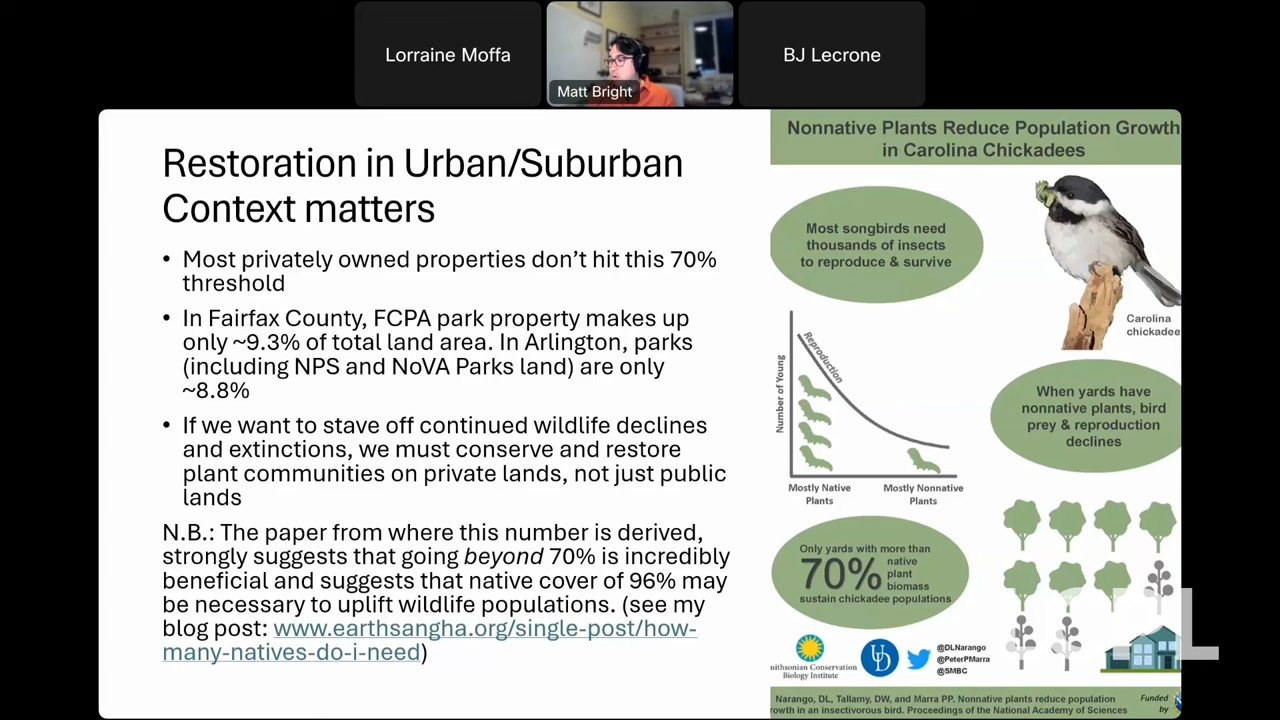 Lorraine Moffa
Matt Bright
BJ Lecrone
Restoration in Urban/Suburban
Context matters
• Most privately owned properties don’t hit this 70%
threshold
• In Fairfax County, FCPA park property makes up
only ~9.3% of total land area. In Arlington, parks
(including NPS and NoVA Parks land) are only
~8.8%
• If we want to stave off continued wildlife declines
and extinctions, we must conserve and restore
plant communities on private lands, not just public
lands
N.B.: The paper from where this number is derived,
strongly suggests that going beyond 70% is incredibly
beneficial and suggests that native cover of 96% may
be necessary to uplift wildlife populations. (see my
blog post: www.earthsangha.org/single-post/how-
many-natives-do-i-need)
Nonnative Plants Reduce Population Growth
in Carolina Chickadees
Most songbirds need
thousands of insects
to reproduce & survive
Carolina
chickadee
Number of Young
Reproduction
Mostly Native
Plants
Mostly Nonnative
Plants
When yards have
nonnative plants, bird
prey & reproduction
declines
Only yards with more than
70% native
plant
biomass
sustain chickadee populations
nithsonian Conservation
Biology Institute
UD
@DLNarango
@PeterPMarra
@SMBC
Narango, DL, Tallamy, DW, and Marra PP. Nonnative plants reduce population
rowth in an insectivorous bird. Proceedings of the National Academy of Sciences
Funded
by